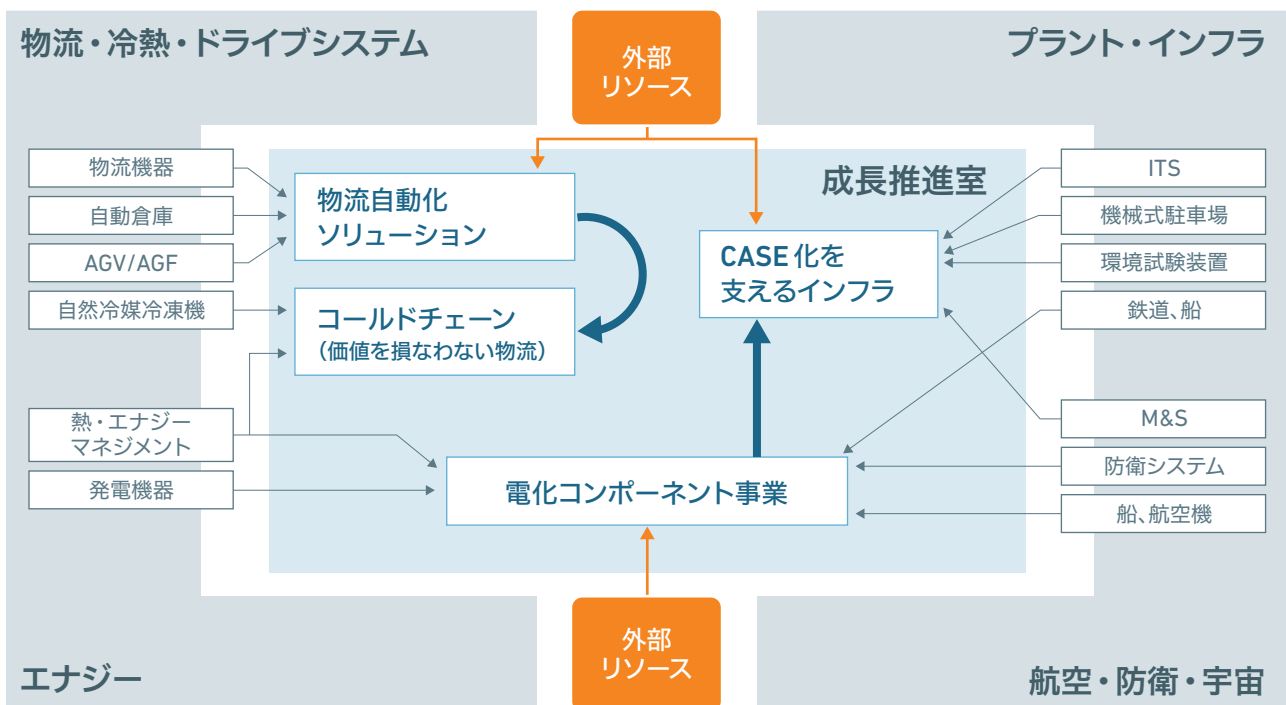 物流・冷熱・ドライブシステム
プラント・インフラ
外部
リソース
成長推進室
物流機器
自動倉庫
AGV/AGF
自然冷媒冷凍機
熱・エナジー
マネジメント
発電機器
物流自動化
ソリューション
コールドチェーン
（価値を損なわない物流）
CASE 化を
支えるインフラ
電化コンポーネント事業
ITS
機械式駐車場
環境試験装置
鉄道、船
M&S
防衛システム
船、航空機
外部
リソース
エナジー
航空・防衛・宇宙